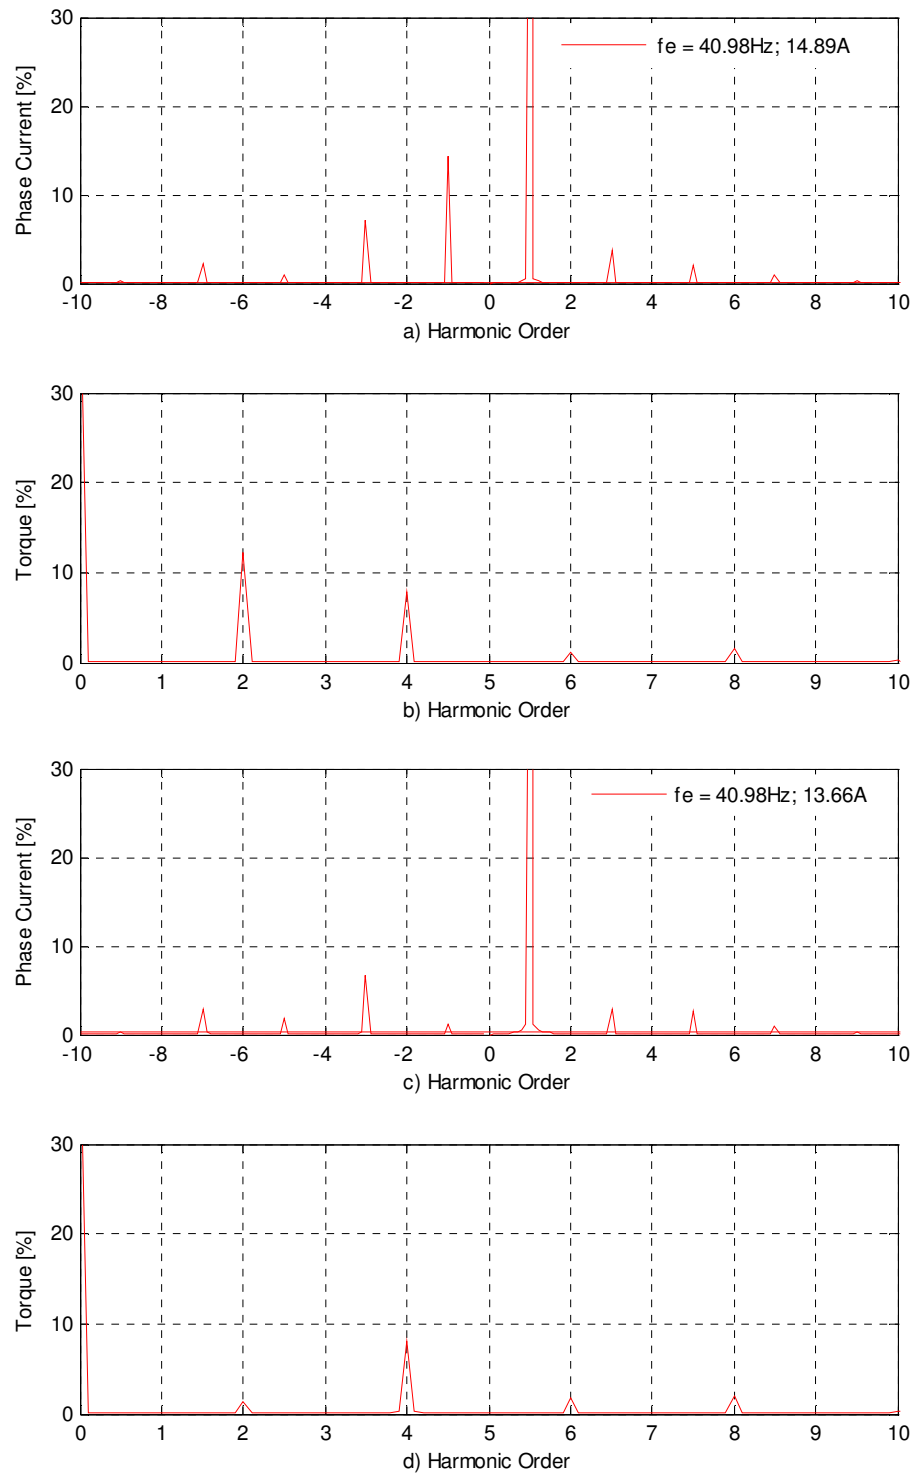 30
20
10
0
Phase Current [%]
fe = 40.98Hz; 14.89A
-10 -8 -6 -4 -2 0 2 4 6 8 10
a) Harmonic Order
30
20
10
0
Torque [%]
0 1 2 3 4 5 6 7 8 9 10
b) Harmonic Order
30
20
10
0
Phase Current [%]
fe = 40.98Hz; 13.66A
-10 -8 -6 -4 -2 0 2 4 6 8 10
c) Harmonic Order
30
20
10
0
Torque [%]
0 1 2 3 4 5 6 7 8 9 10
d) Harmonic Order